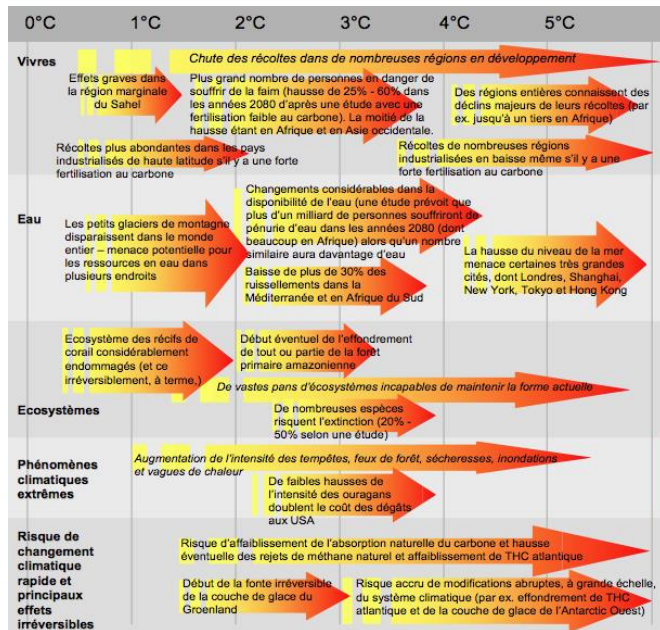 0°C 1°C 2°C 3°C 4°C 5°C
Vivres
Chute des récoltes dans de nombreuses régions en développement
Effets graves dans
la région marginale
du Sahel
Plus grand nombre de personnes en danger de
souffrir de la faim (hausse de 25% - 60% dans
les années 2080 d'après une étude avec une
fertilisation faible au carbone). La moitié de la
hausse étant en Afrique et en Asie occidentale.
Des régions entières connaissent des
déclins majeurs de leurs récoltes (par
ex. jusqu'à un tiers en Afrique)
Récoltes plus abondantes dans les pays
industrialisés de haute latitude s'il y a une forte
fertilisation au carbone
Récoltes de nombreuses régions
industrialisées en baisse même s'il y a une
forte fertilisation au carbone
Eau
Les petits glaciers de montagne
disparaissent dans le monde
entier – menace potentielle pour
les ressources en eau dans
plusieurs endroits
Changements considérables dans la
disponibilité de l'eau (une étude prévoit que
plus d'un milliard de personnes souffriront de
pénurie d'eau dans les années 2080 (dont
beaucoup en Afrique) alors qu'un nombre
similaire aura davantage d'eau
Baisse de plus de 30% des
ruissellements dans la
Méditerranée et en Afrique du Sud
La hausse du niveau de la mer
menace certaines très grandes
cités, dont Londres, Shanghai,
New York, Tokyo et Hong Kong
Ecosystème des récifs de
corail considérablement
endommagés (et ce
irréversiblement, à terme,)
Début éventuel de l'effondrement
de tout ou partie de la forêt
primaire amazonienne
De vastes pans d'écosystèmes incapables de maintenir la forme actuelle
Ecosystèmes
De nombreuses espèces
risquent l'extinction (20% -
50% selon une étude)
Phénomènes
climatiques
extrêmes
Augmentation de l'intensité des tempêtes, feux de forêt, sécheresses, inondations
et vagues de chaleur
De faibles hausses de
l'intensité des ouragans
doublent le coût des dégâts
aux USA
Risque de
changement
climatique
rapide et
principaux
effets
irréversibles
Risque d'affaiblissement de l'absorption naturelle du carbone et hausse
éventuelle des rejets de méthane naturel et affaiblissement de THC atlantique
Début de la fonte irréversible
de la couche de glace du
Groenland
Risque accru de modifications abruptes, à grande échelle,
du système climatique (par ex. effondrement de THC
atlantique et de la couche de glace de l'Antarctic Ouest)